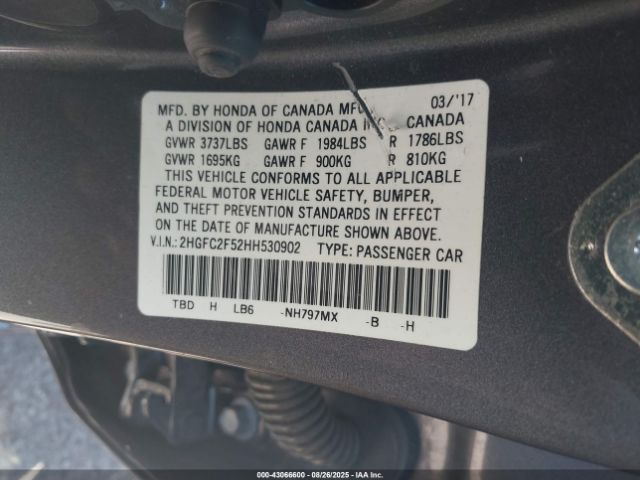 MFD. BY HONDA OF CANADA MFG. 03/'17
A DIVISION OF HONDA CANADA INC., CANADA
GVWR 3737LBS GAWR F 1984LBS R 1786LBS
GVWR 1695KG GAWR F 900KG R 810KG
THIS VEHICLE CONFORMS TO ALL APPLICABLE
FEDERAL MOTOR VEHICLE SAFETY, BUMPER,
AND THEFT PREVENTION STANDARDS IN EFFECT
ON THE DATE OF MANUFACTURE SHOWN ABOVE.
V.I.N.: 2HGFC2F52HH530902 TYPE: PASSENGER CAR
TBD H LB6 -NH797MX -B -H
000-43066600 - 08/26/2025 - IAA Inc.